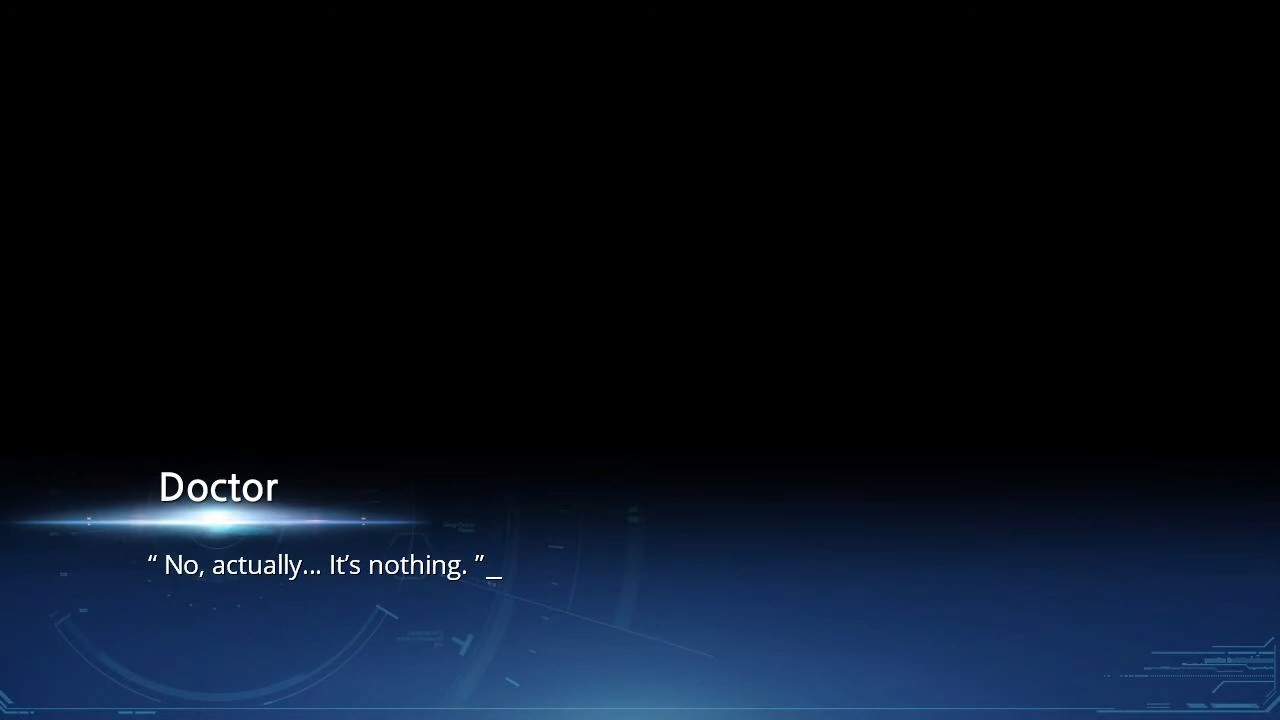 Doctor
“ No, actually... It’s nothing. ”_